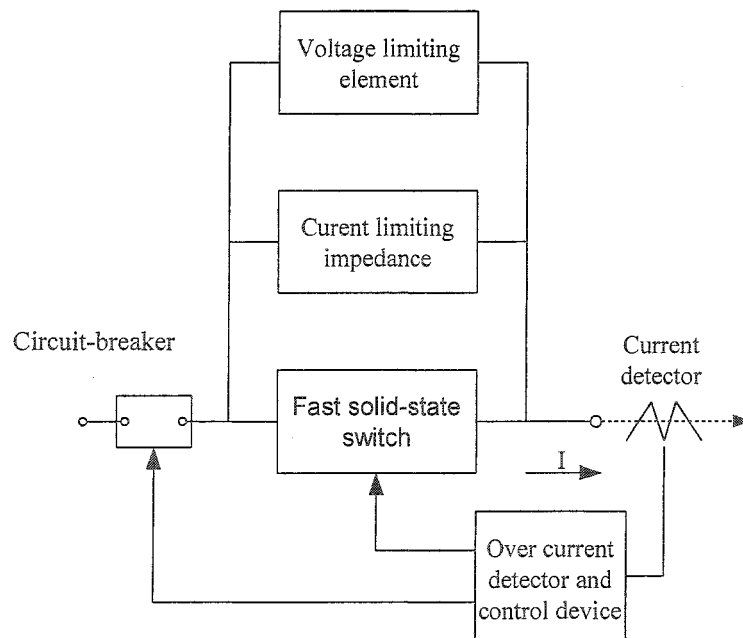 Voltage limiting
element
Curent limiting
impedance
Circuit-breaker
Current
detector
Fast solid-state
switch
I
Over current
detector and
control device